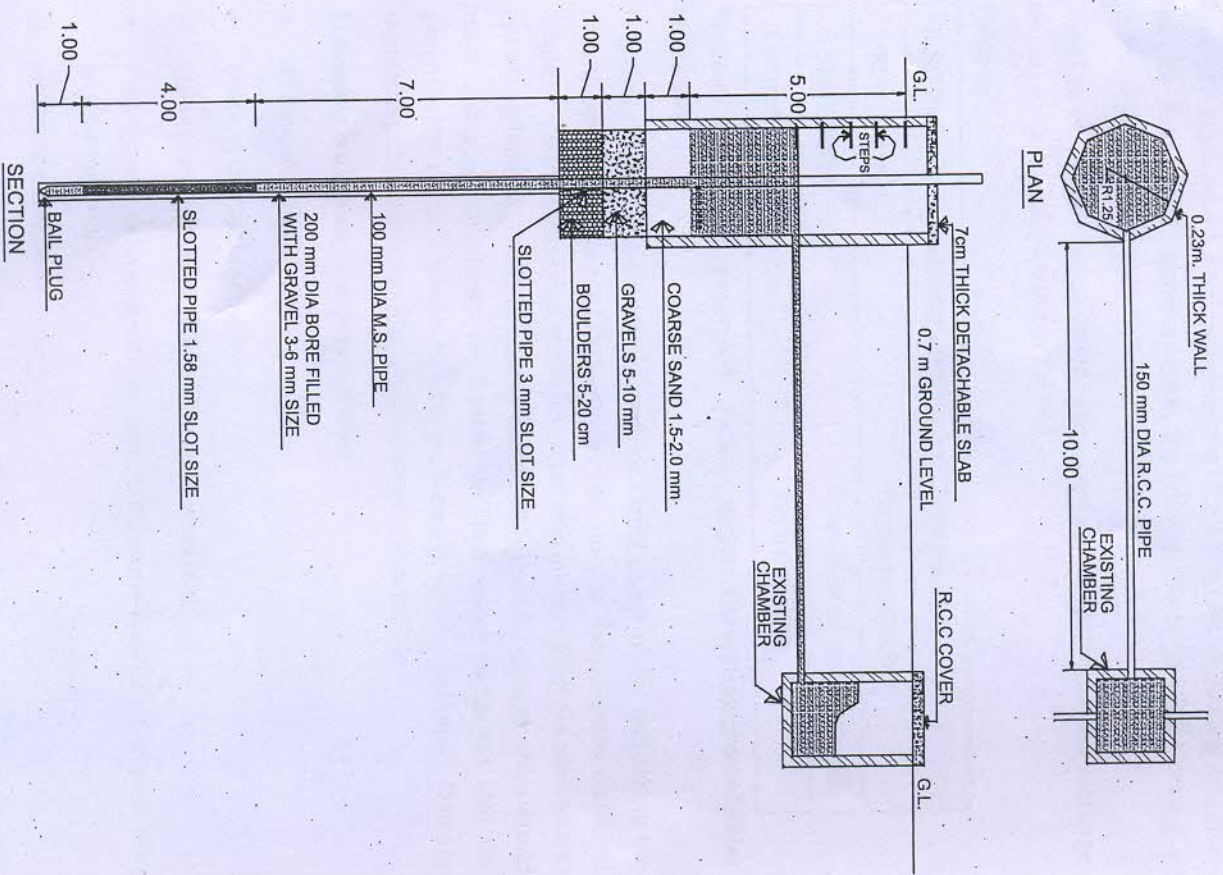 0.23m. THICK WALL
R1.25
PLAN
150 mm DIA R.C.C. PIPE
10.00
EXISTING
CHAMBER
G.L.
STEPS
7cm THICK DETACHABLE SLAB
0.7 m GROUND LEVEL
R.C.C COVER
G.L.
EXISTING
CHAMBER
5.00
1.00
1.00
1.00
7.00
4.00
1.00
COARSE SAND 1.5-2.0 mm
GRAVELS 5-10 mm
BOULDERS 5-20 cm
SLOTTED PIPE 3 mm SLOT SIZE
100 mm DIA M.S. PIPE
200 mm DIA BORE FILLED
WITH GRAVEL 3-6 mm SIZE
SLOTTED PIPE 1.58 mm SLOT SIZE
BAIL PLUG
SECTION